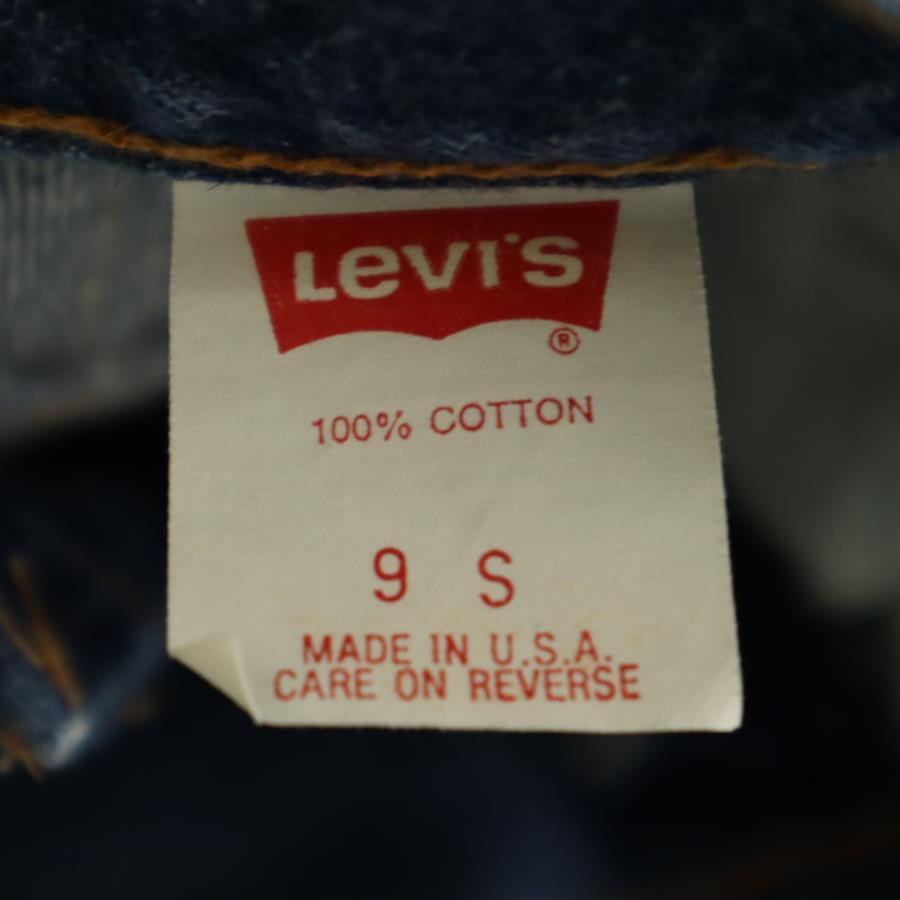 Levi's
®
100% COTTON
9 S
MADE IN U.S.A.
CARE ON REVERSE